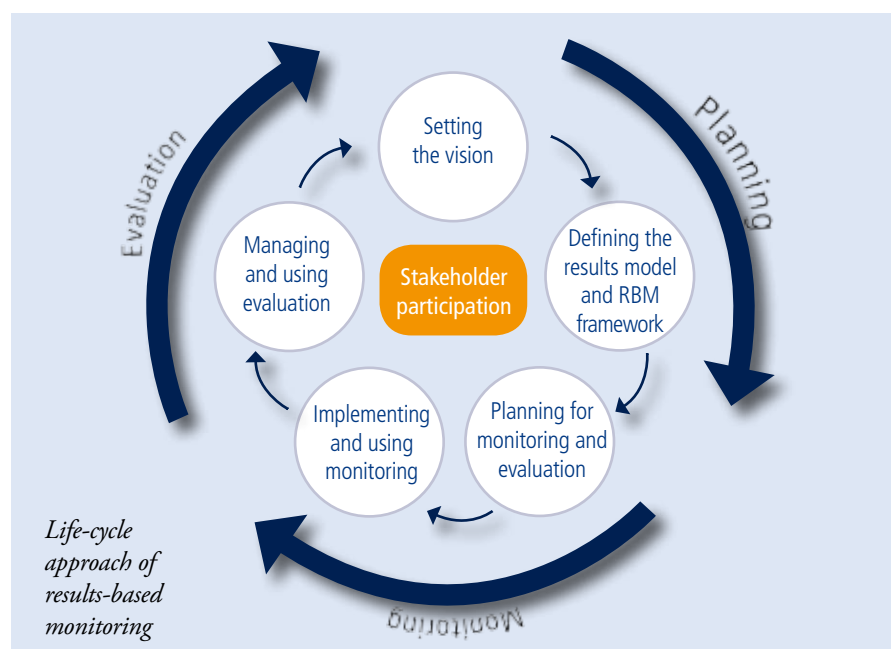 Evaluation
Planning
Setting
the vision
Defining the
results model
and RBM
framework
Managing
and using
evaluation
Stakeholder
participation
Planning for
monitoring and
evaluation
Implementing
and using
monitoring
Life-cycle
approach of
results-based
monitoring
Monitoring